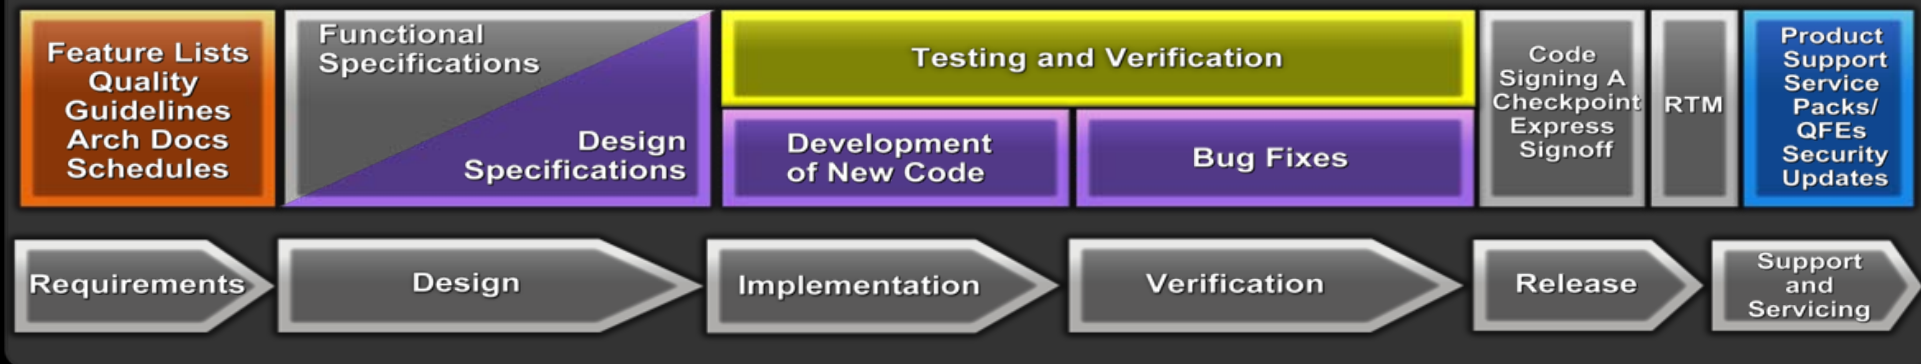 Feature Lists
Quality
Guidelines
Arch Docs
Schedules
Functional
Specifications
Design
Specifications
Testing and Verification
Development
of New Code
Bug Fixes
Code
Signing A
Checkpoint
Express
Signoff
RTM
Product
Support
Service
Packs/
QFEs
Security
Updates
Requirements
Design
Implementation
Verification
Release
Support
and
Servicing